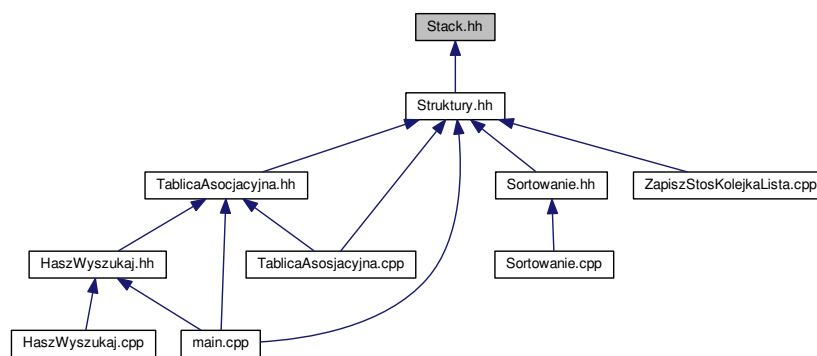 Stack.hh
Struktury.hh
TablicaAsocjacyjna.hh
Sortowanie.hh
ZapiszStosKolejkaLista.cpp
HaszWyszukaj.hh
TablicaAsosjacyjna.cpp
Sortowanie.cpp
HaszWyszukaj.cpp
main.cpp